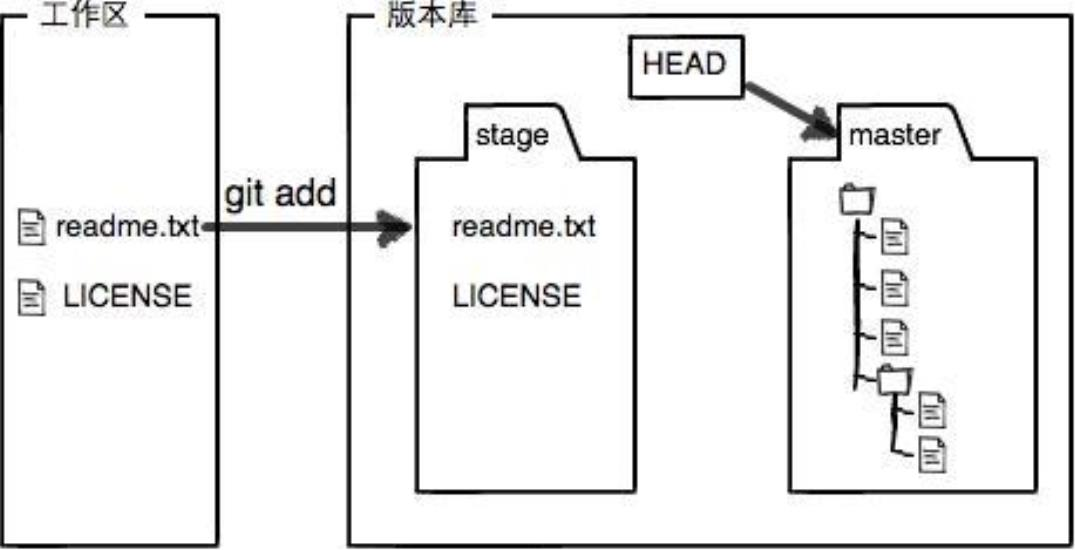 工作区
版本库
HEAD
stage
master
git add
readme.txt
readme.txt
LICENSE
LICENSE